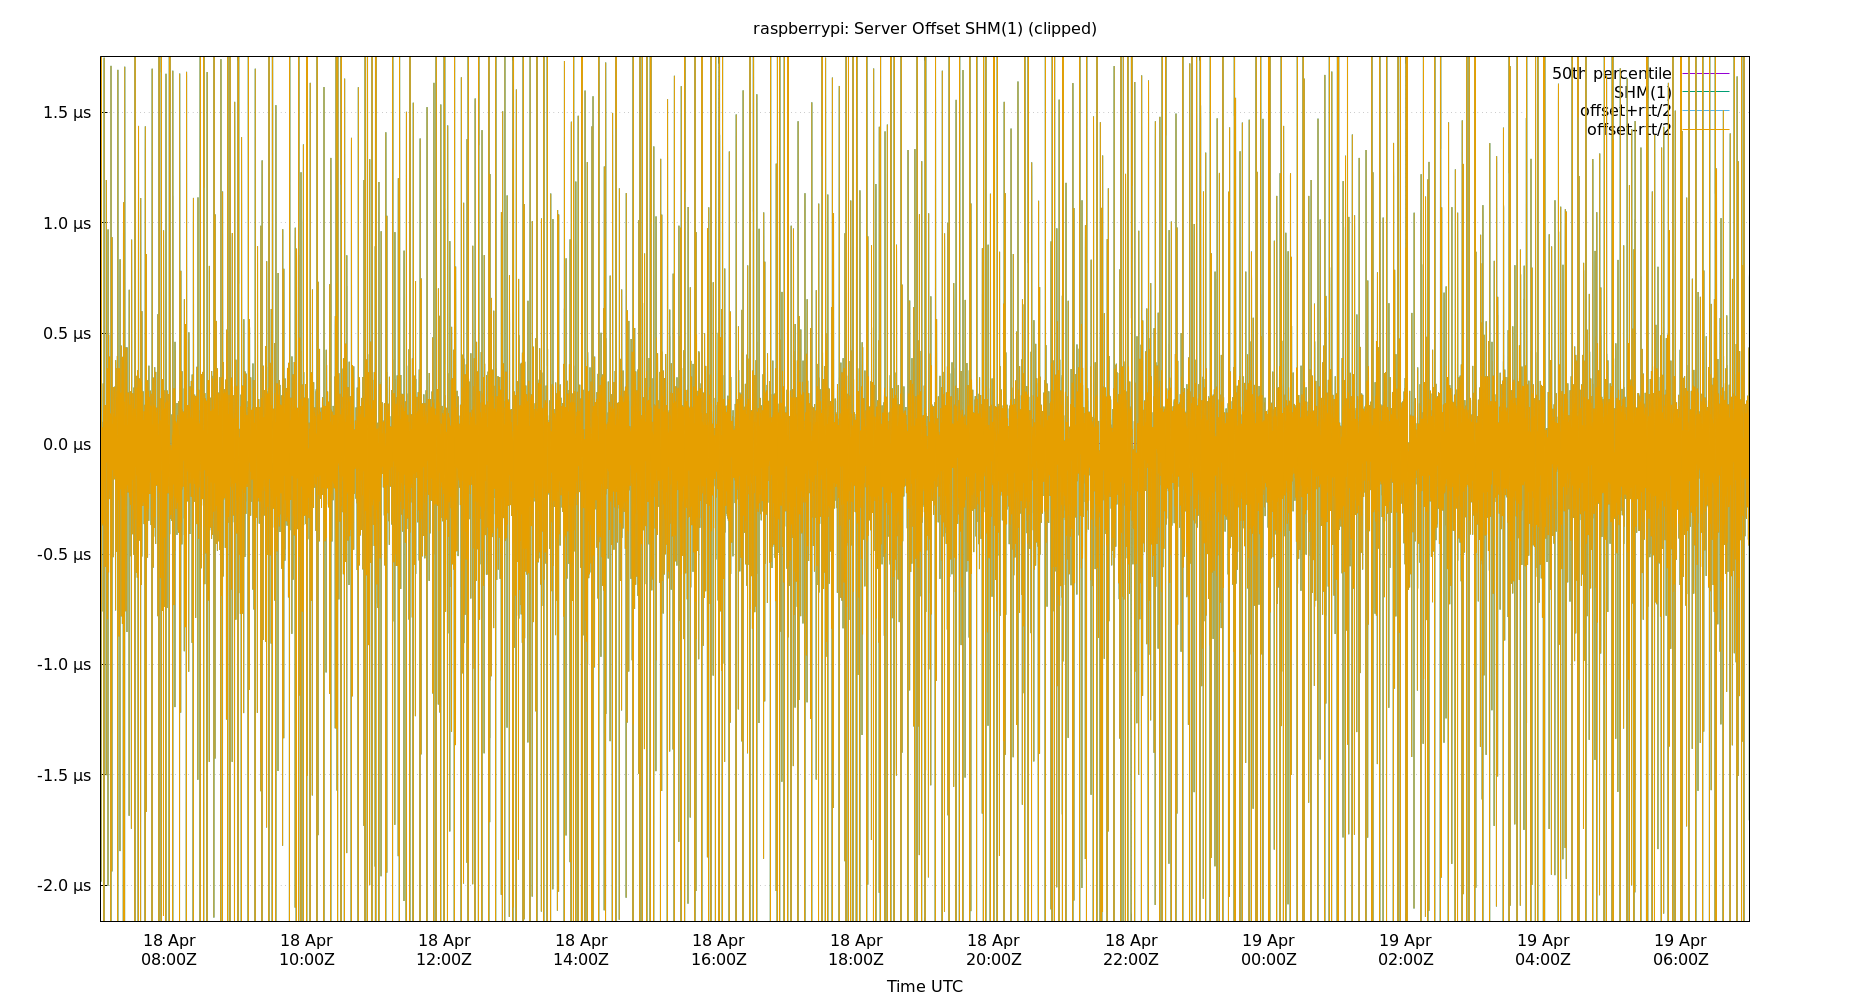 raspberrypi: Server Offset SHM(1) (clipped)
50th percentile
SHM(1)
offset+rtt/2
offset-rtt/2
1.5 µs
1.0 µs
0.5 µs
0.0 µs
-0.5 µs
-1.0 µs
-1.5 µs
-2.0 µs
18 Apr 18 Apr 18 Apr 18 Apr 18 Apr 18 Apr 18 Apr 18 Apr 19 Apr 19 Apr 19 Apr 19 Apr
08:00Z 10:00Z 12:00Z 14:00Z 16:00Z 18:00Z 20:00Z 22:00Z 00:00Z 02:00Z 04:00Z 06:00Z
Time UTC